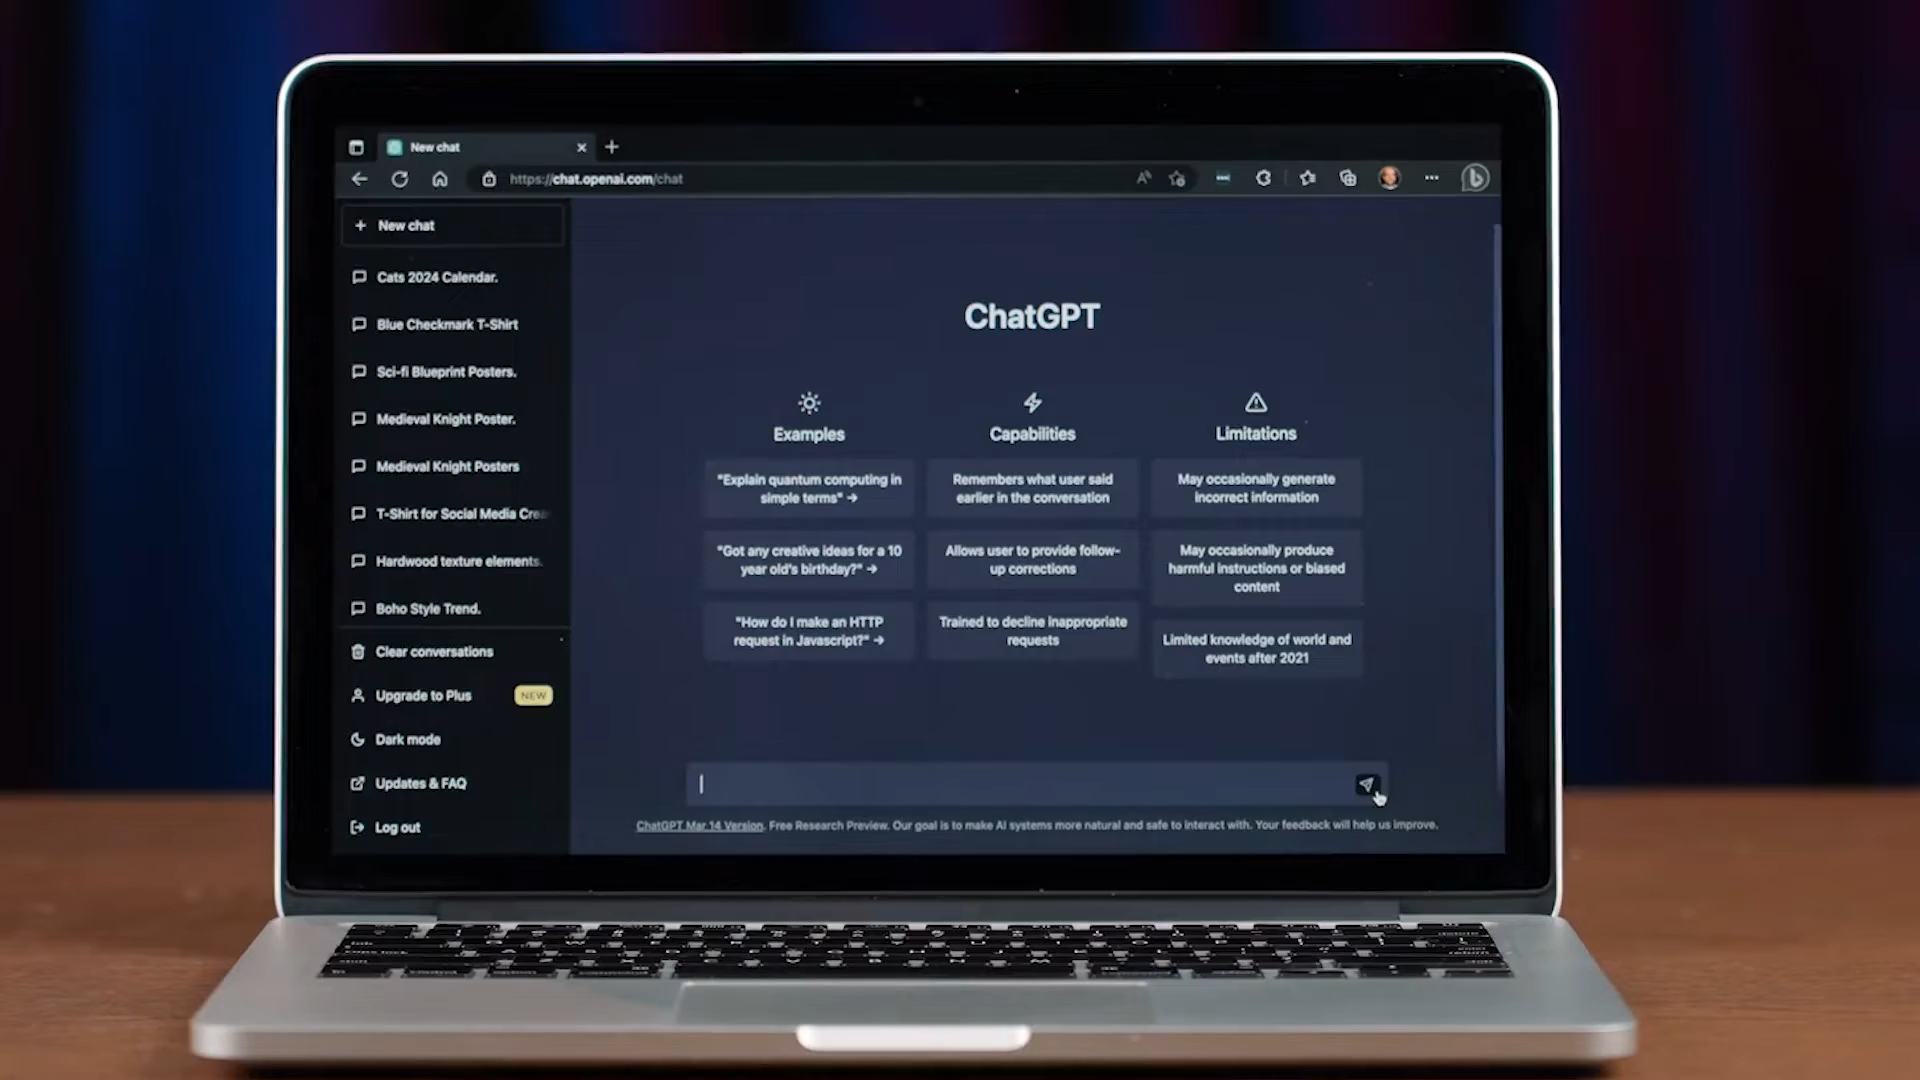 New chat
https://chat.openai.com/chat
New chat
Cats 2024 Calendar.
Blue Checkmark T-Shirt
Sci-fi Blueprint Posters.
Medieval Knight Poster.
Medieval Knight Posters
T-Shirt for Social Media Crea
Hardwood texture elements.
Boho Style Trend.
Clear conversations
Upgrade to Plus
NEW
Dark mode
Updates & FAQ
Log out
ChatGPT
Examples
"Explain quantum computing in
simple terms" →
"Got any creative ideas for a 10
year old's birthday?" →
"How do I make an HTTP
request in Javascript?" →
Capabilities
Remembers what user said
earlier in the conversation
Allows user to provide follow-
up corrections
Trained to decline inappropriate
requests
Limitations
May occasionally generate
incorrect information
May occasionally produce
harmful instructions or biased
content
Limited knowledge of world and
events after 2021
ChatGPT Mar 14 Version. Free Research Preview. Our goal is to make AI systems more natural and safe to interact with. Your feedback will help us improve.